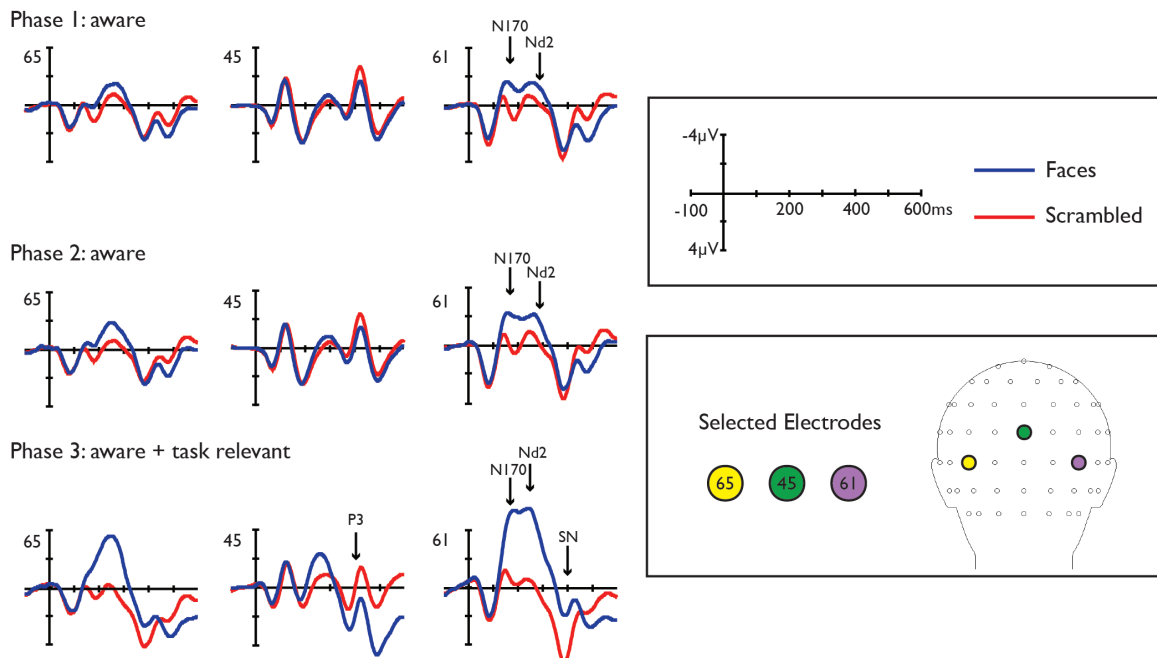 Phase 1: aware
65
45
61
N170
Nd2
-4µV
-100
200
400
600ms
4µV
Faces
Scrambled
Phase 2: aware
65
45
61
N170
Nd2
Selected Electrodes
65
45
61
Phase 3: aware + task relevant
65
45
61
P3
N170
Nd2
SN